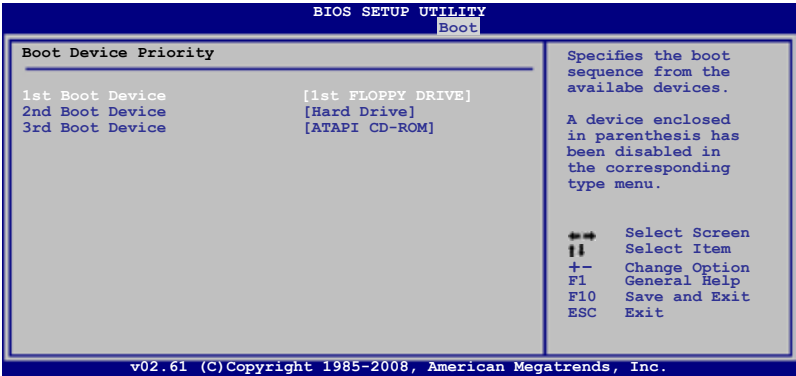 BIOS SETUP UTILITY
Boot
Boot Device Priority
1st Boot Device [1st FLOPPY DRIVE]
2nd Boot Device [Hard Drive]
3rd Boot Device [ATAPI CD-ROM]
Specifies the boot
sequence from the
availabe devices.
A device enclosed
in parenthesis has
been disabled in
the corresponding
type menu.
←→ Select Screen
↑↓ Select Item
+- Change Option
F1 General Help
F10 Save and Exit
ESC Exit
v02.61 (C)Copyright 1985-2008, American Megatrends, Inc.